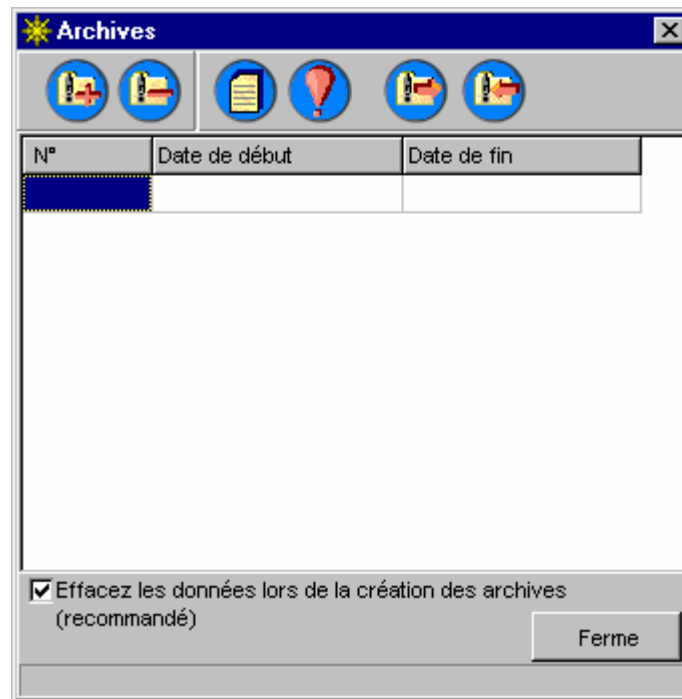 Archives
N° Date de début Date de fin
Effacez les données lors de la création des archives
(recommandé)
Ferme